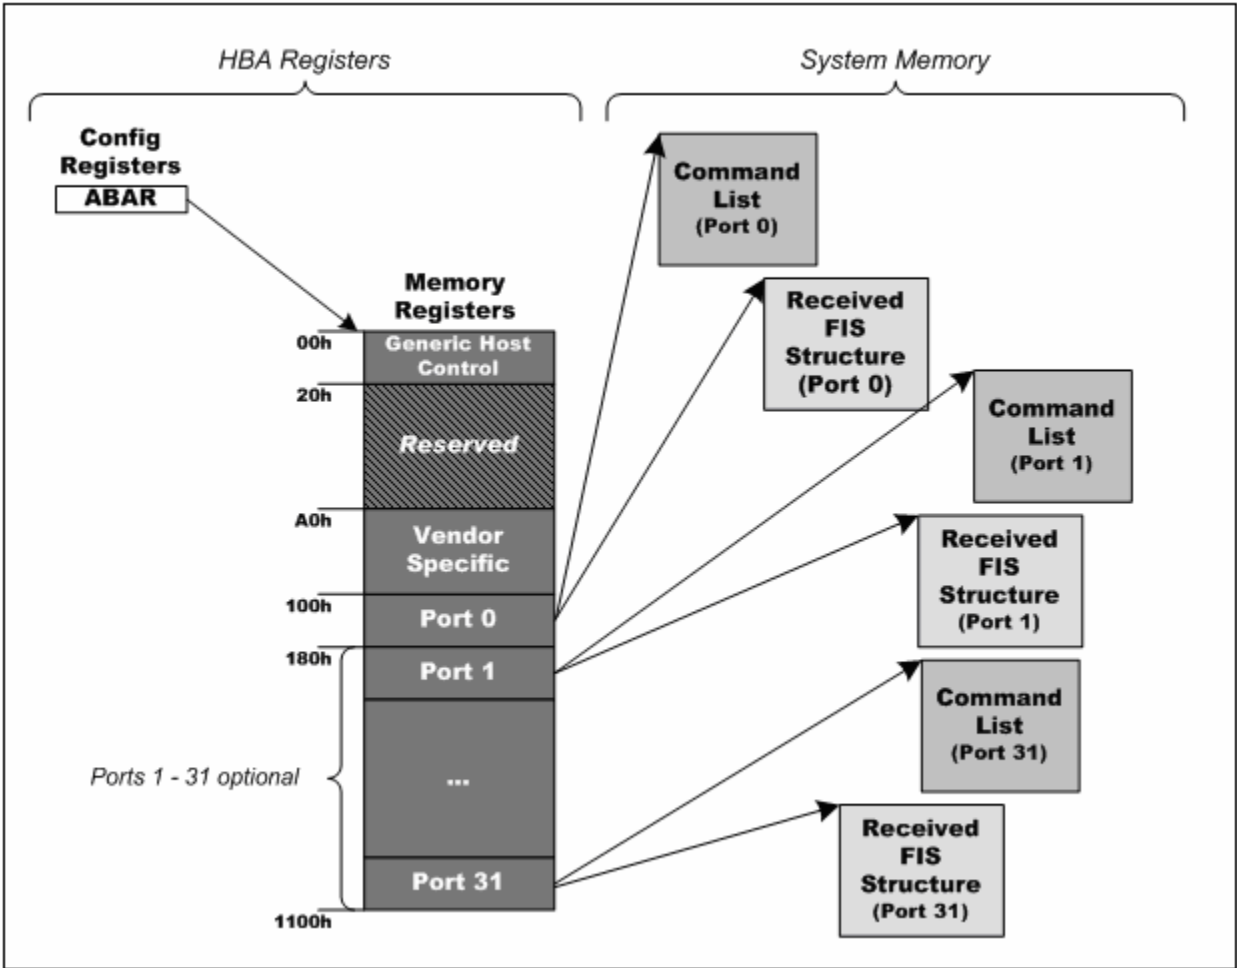 HBA Registers
System Memory
Config
Registers
ABAR
Command
List
(Port 0)
Memory
Registers
Received
FIS
Structure
(Port 0)
00h
Generic Host
Control
20h
Reserved
Command
List
(Port 1)
A0h
Vendor
Specific
Received
FIS
Structure
(Port 1)
100h
Port 0
180h
Port 1
Command
List
(Port 31)
Ports 1 - 31 optional
...
Received
FIS
Structure
(Port 31)
Port 31
1100h